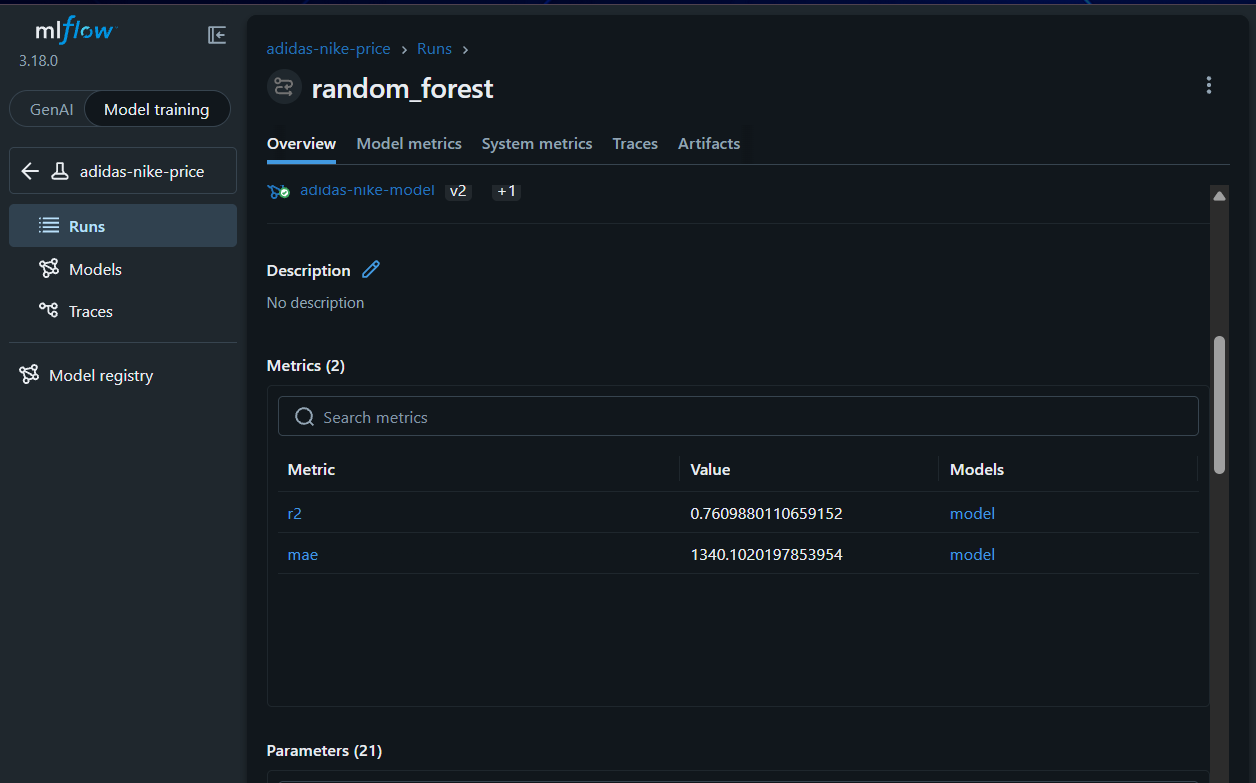 mlflow
3.18.0
GenAI
Model training
adidas-nike-price
Runs
Models
Traces
Model registry
adidas-nike-price › Runs ›
random_forest
Overview Model metrics System metrics Traces Artifacts
adidas-nike-model v2 +1
Description
No description
Metrics (2)
Search metrics
Metric Value Models
r2 0.7609880110659152 model
mae 1340.1020197853954 model
Parameters (21)